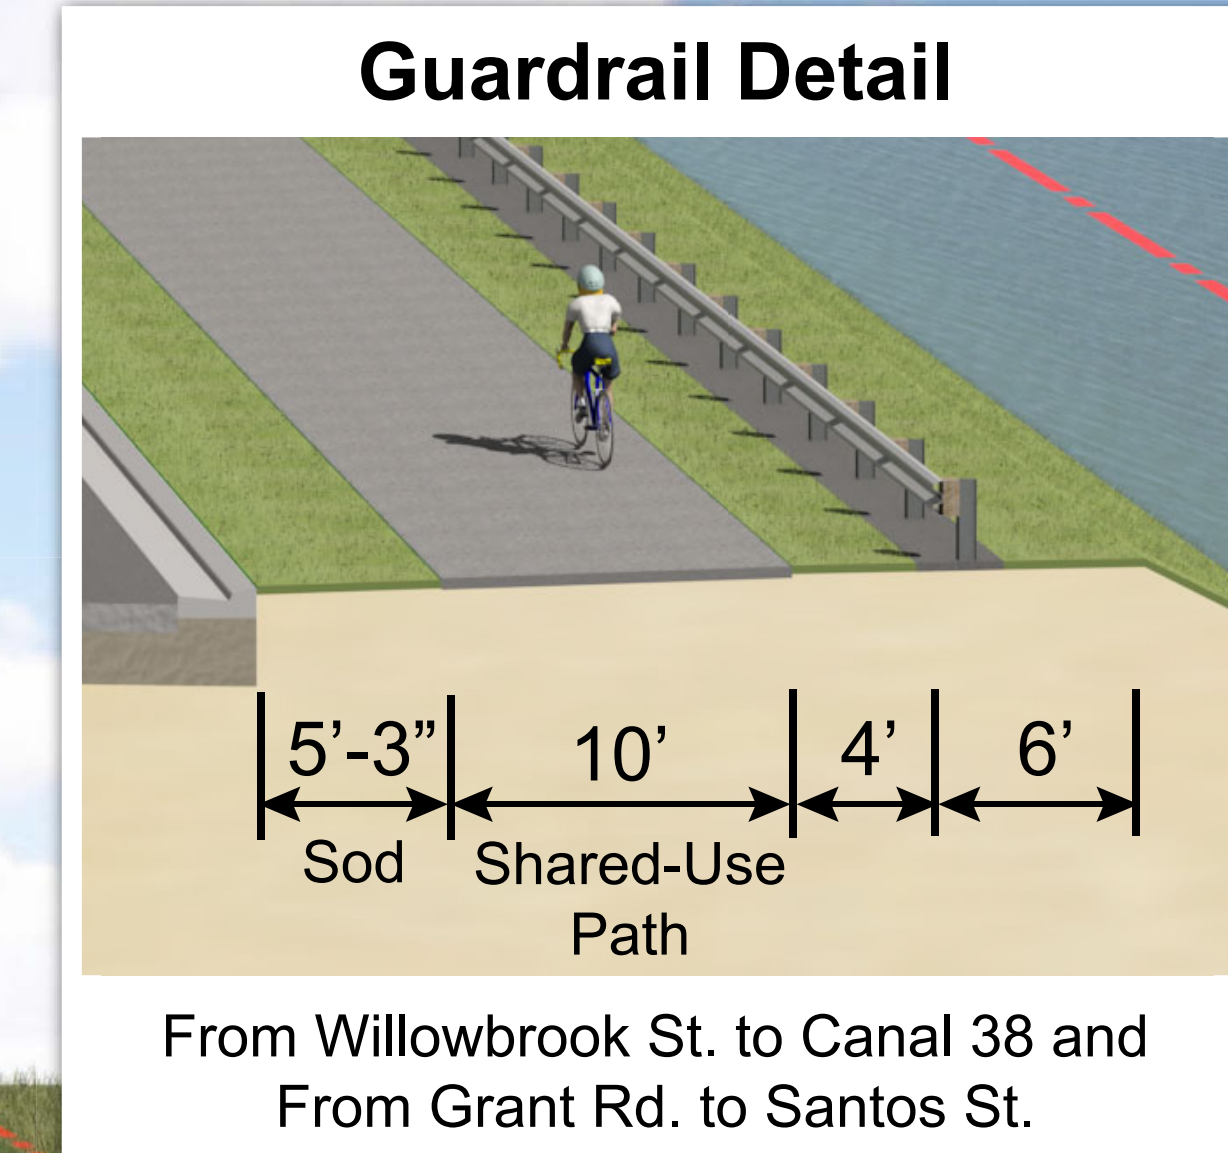 Guardrail Detail
5’-3” 10’ 4’ 6’
Sod Shared-Use
Path
From Willowbrook St. to Canal 38 and
From Grant Rd. to Santos St.